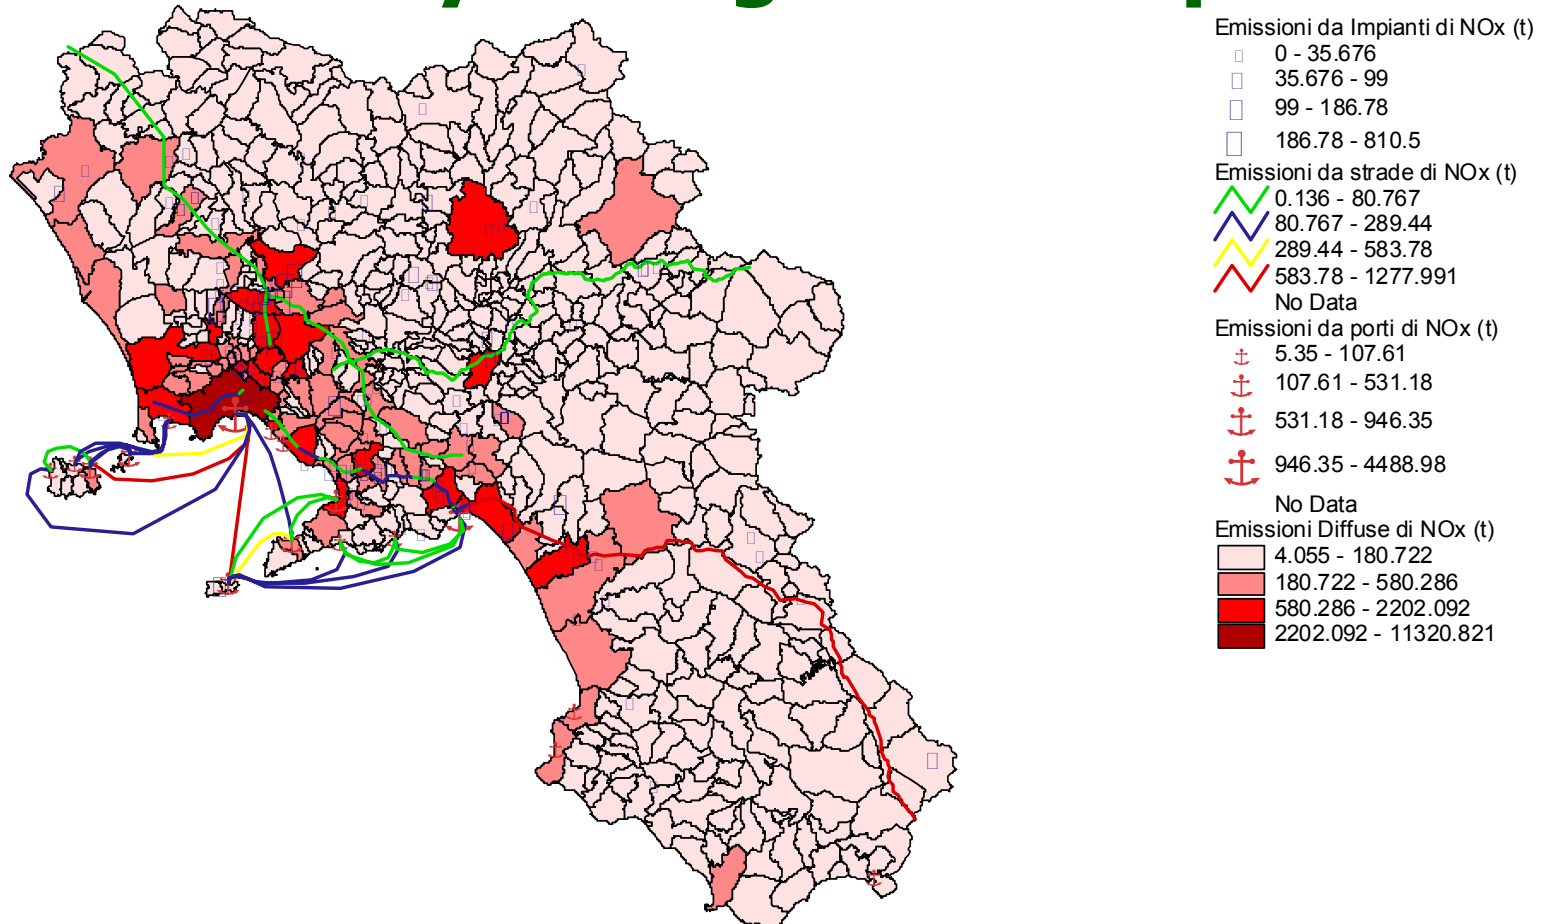 Emissioni da Impianti di NOx (t)
0 - 35.676
35.676 - 99
99 - 186.78
186.78 - 810.5
Emissioni da strade di NOx (t)
0.136 - 80.767
80.767 - 289.44
289.44 - 583.78
583.78 - 1277.991
No Data
Emissioni da porti di NOx (t)
5.35 - 107.61
107.61 - 531.18
531.18 - 946.35
946.35 - 4488.98
No Data
Emissioni Diffuse di NOx (t)
4.055 - 180.722
180.722 - 580.286
580.286 - 2202.092
2202.092 - 11320.821